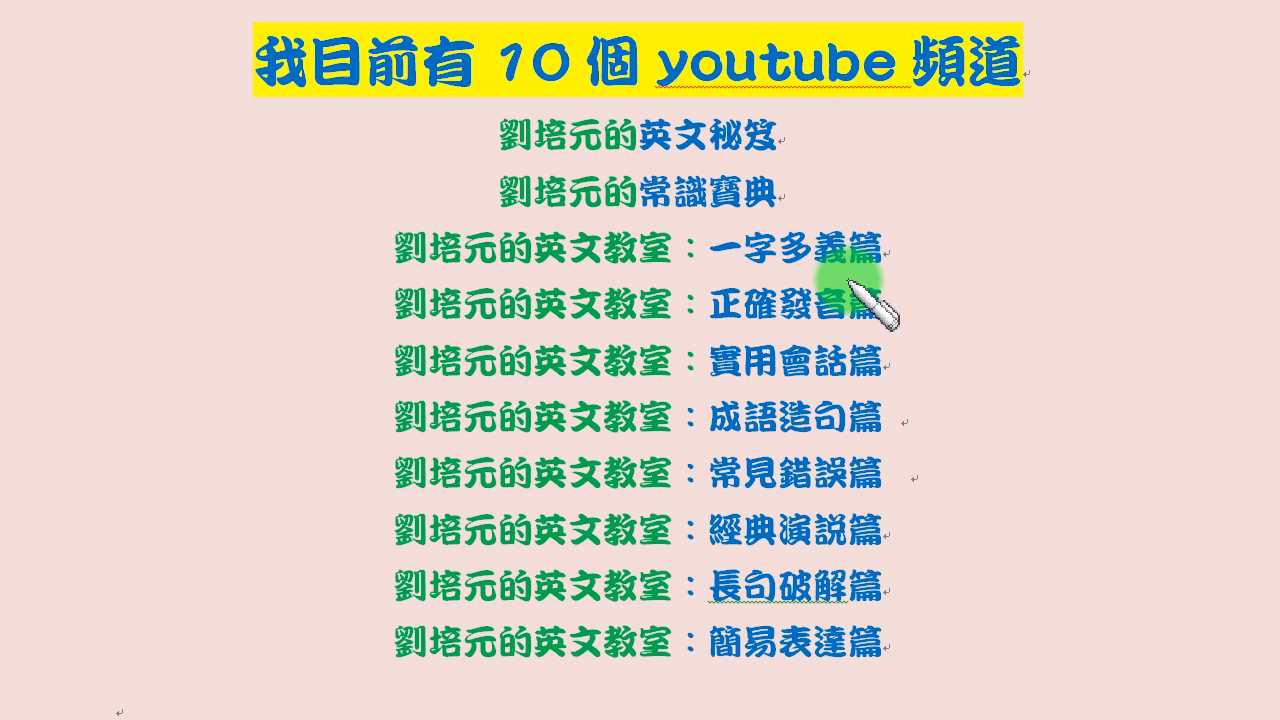 我目前有 10 個 youtube 頻道
劉培元的英文秘笈
劉培元的常識寶典
劉培元的英文教室：一字多義篇
劉培元的英文教室：正確發音篇
劉培元的英文教室：實用會話篇
劉培元的英文教室：成語造句篇
劉培元的英文教室：常見錯誤篇
劉培元的英文教室：經典演說篇
劉培元的英文教室：長句破解篇
劉培元的英文教室：簡易表達篇